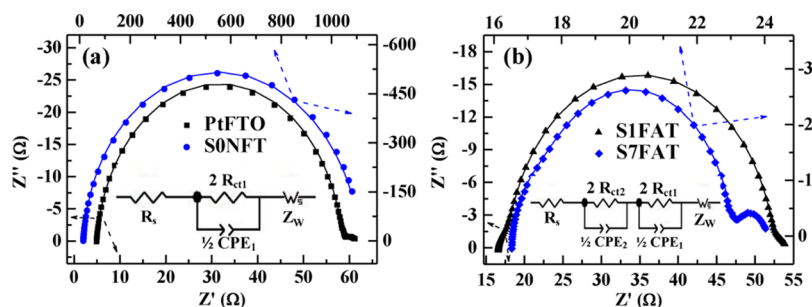 0 200 400 600 800 1000
-30
-25
-20
-15
-10
-5
0
Z'' (Ω)
(a)
PtFTO
S0NFT
2 Rct1
Rs
½ CPE1
ZW
-600
-450
-300
-150
0
0 10 20 30 40 50 60
Z' (Ω)
16 18 20 22 24
-18
-15
-12
-9
-6
-3
0
Z'' (Ω)
(b)
S1FAT
S7FAT
2 Rct2 2 Rct1
Rs
½ CPE2 ½ CPE1
ZW
-3
-2
-1
0
15 20 25 30 35 40 45 50 54
Z' (Ω)